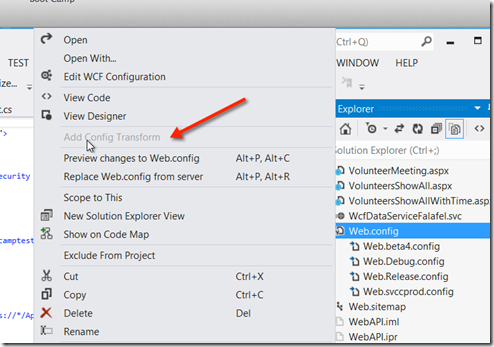 Boot Camp
(Ctrl+Q)
TEST
WINDOW
HELP
ize...
t.cs
">
ecurity
camptest
s://*/Ap
Open
Open With...
Edit WCF Configuration
View Code
View Designer
Add Config Transform
Preview changes to Web.config Alt+P, Alt+C
Replace Web.config from server Alt+P, Alt+R
Scope to This
New Solution Explorer View
Show on Code Map
Exclude From Project
Cut Ctrl+X
Copy Ctrl+C
Delete Del
Rename
Explorer
Solution Explorer (Ctrl+;)
VolunteerMeeting.aspx
VolunteersShowAll.aspx
VolunteersShowAllWithTime.aspx
WcfDataServiceFalafel.svc
Web.config
Web.beta4.config
Web.Debug.config
Web.Release.config
Web.svccprod.config
Web.sitemap
WebAPI.iml
WebAPI.ipr